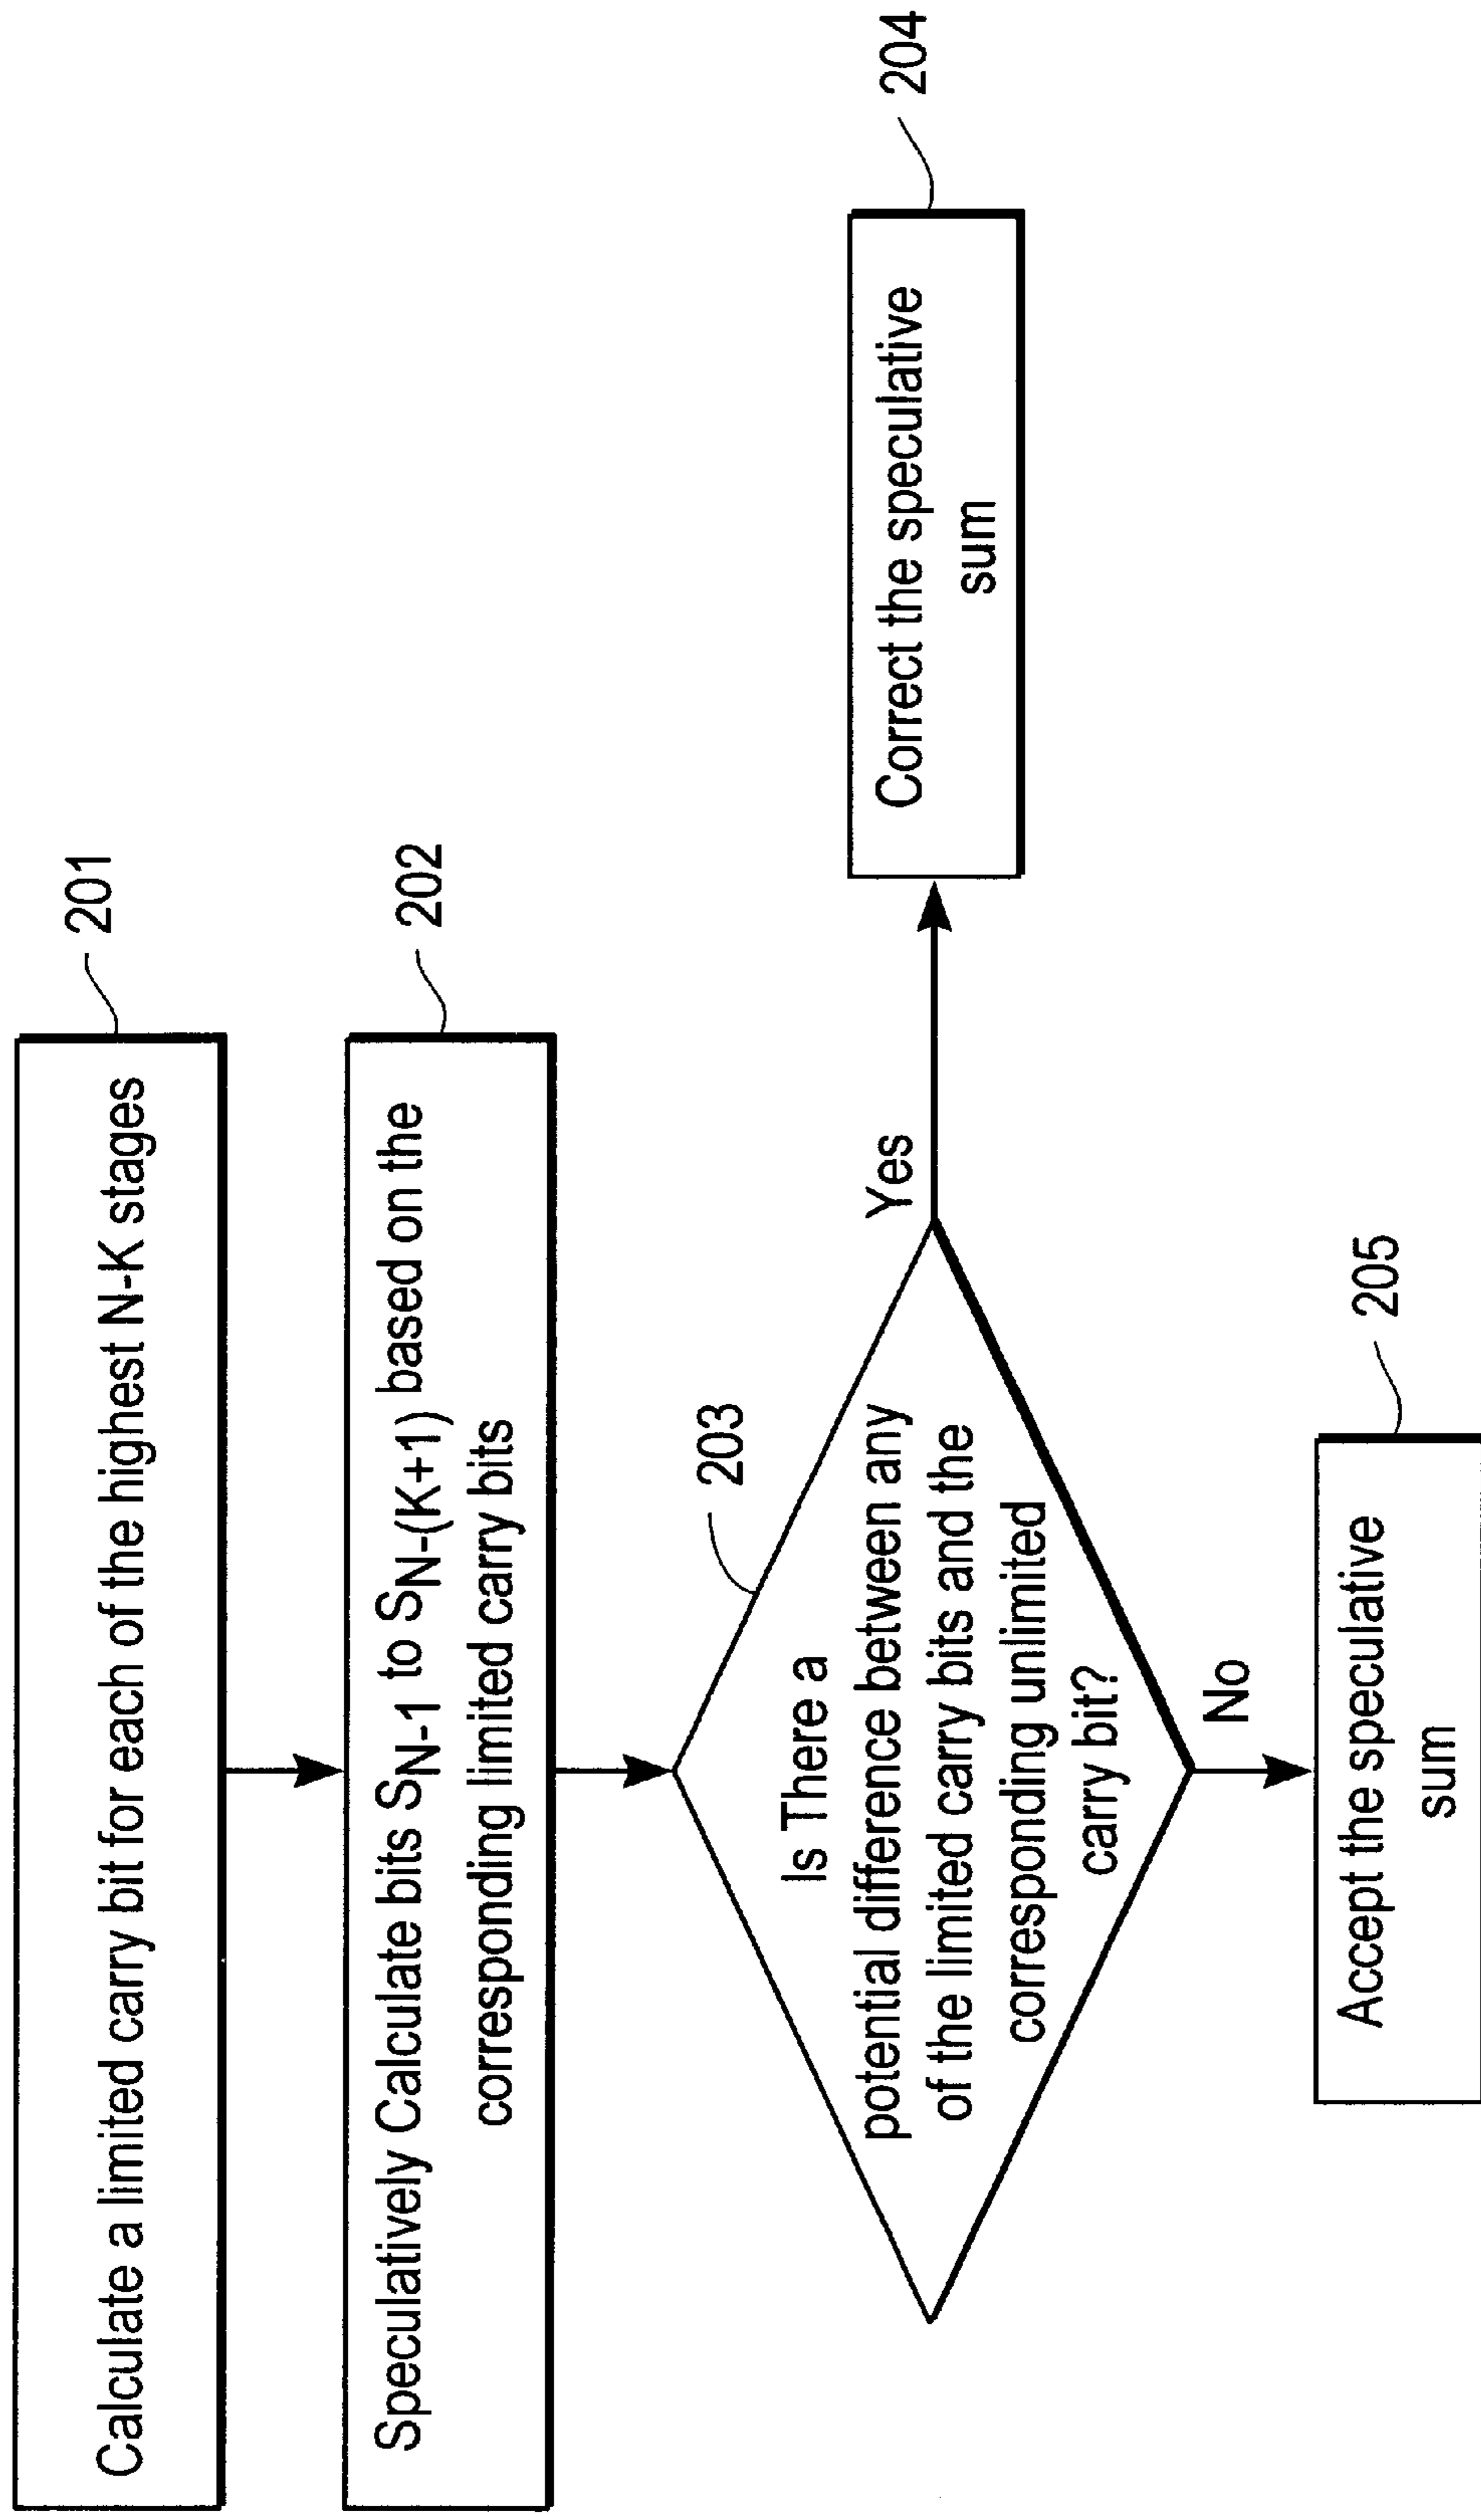 Calculate a limited carry bit for each of the highest N-K stages
201
Speculatively Calculate bits SN-1 to SN-(K+1) based on the
corresponding limited carry bits
202
203
Is There a
potential difference between any
of the limited carry bits and the
corresponding unlimited
carry bit?
Yes
Correct the speculative
sum
204
No
Accept the speculative
sum
205